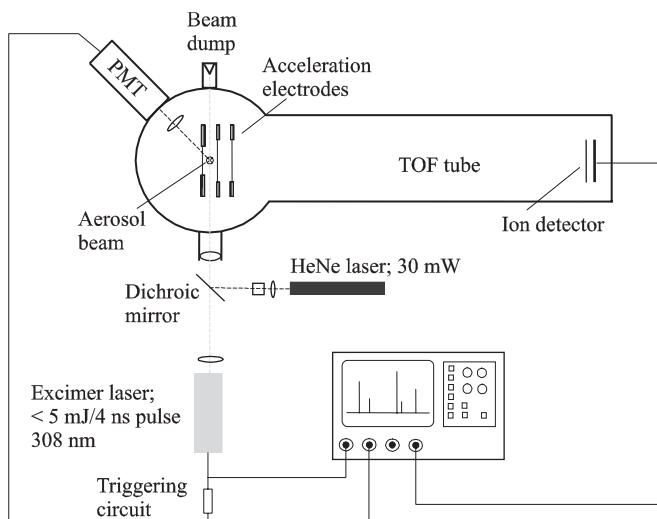 Beam
dump
PMT
Acceleration
electrodes
TOF tube
Aerosol
beam
Ion detector
HeNe laser; 30 mW
Dichroic
mirror
Excimer laser;
< 5 mJ/4 ns pulse
308 nm
Triggering
circuit